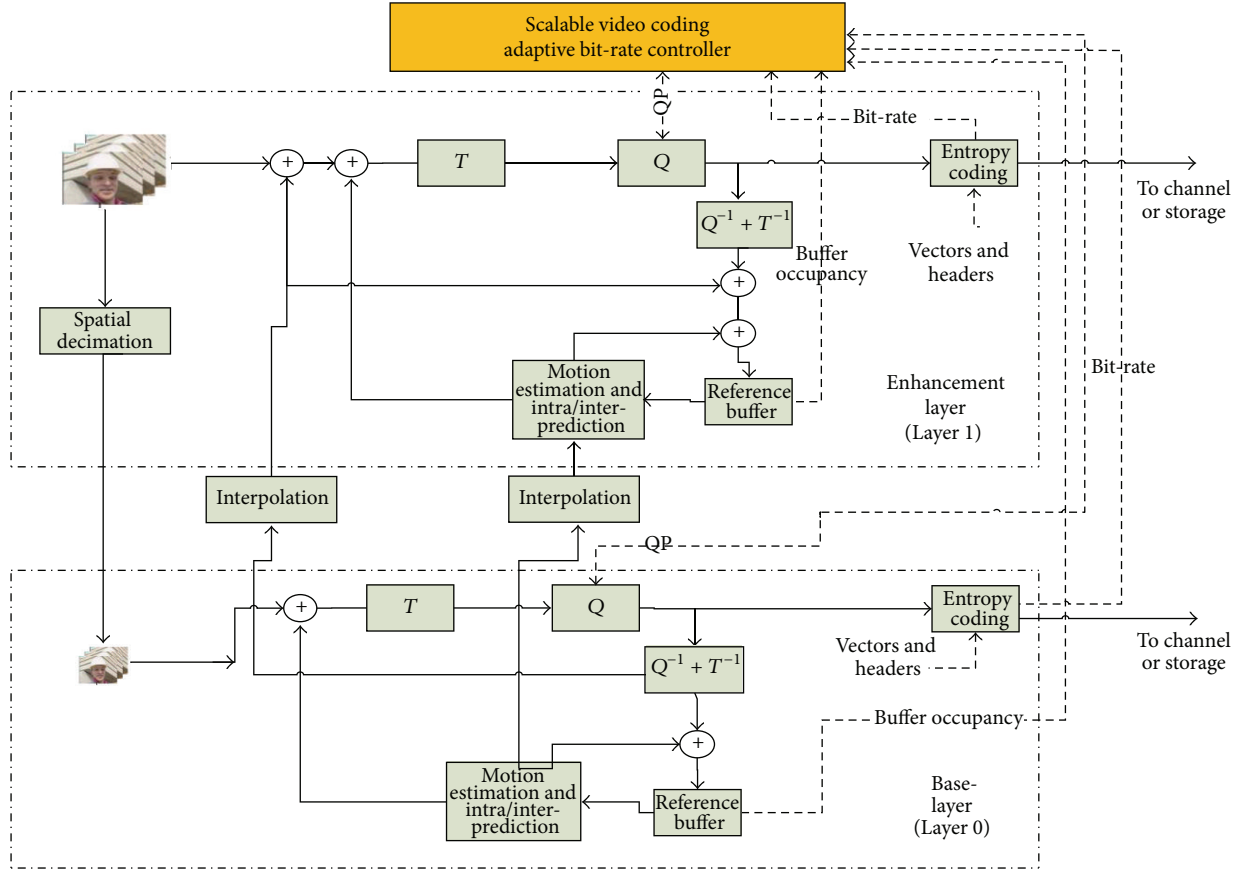 Scalable video coding
adaptive bit-rate controller
QP
Bit-rate
+
+
T
Q
Entropy
coding
To channel
or storage
Q⁻¹ + T⁻¹
Buffer
occupancy
Vectors and
headers
+
Spatial
decimation
+
Motion
estimation and
intra/inter-
prediction
Reference
buffer
Bit-rate
Enhancement
layer
(Layer 1)
Interpolation
Interpolation
QP
+
T
Q
Entropy
coding
To channel
or storage
Vectors and
headers
Q⁻¹ + T⁻¹
Buffer occupancy
+
Motion
estimation and
intra/inter-
prediction
Reference
buffer
Base-
layer
(Layer 0)